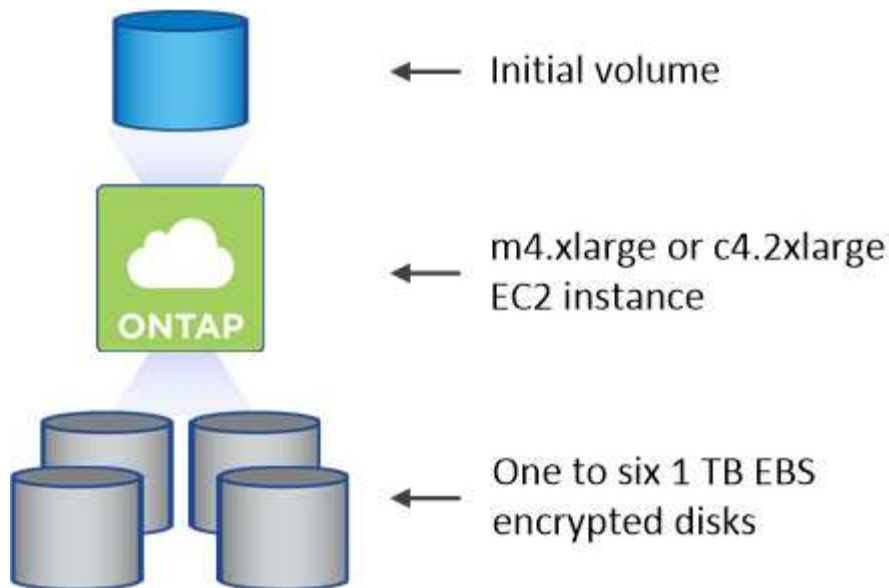 Initial volume
m4.xlarge or c4.2xlarge
EC2 instance
ONTAP
One to six 1 TB EBS
encrypted disks